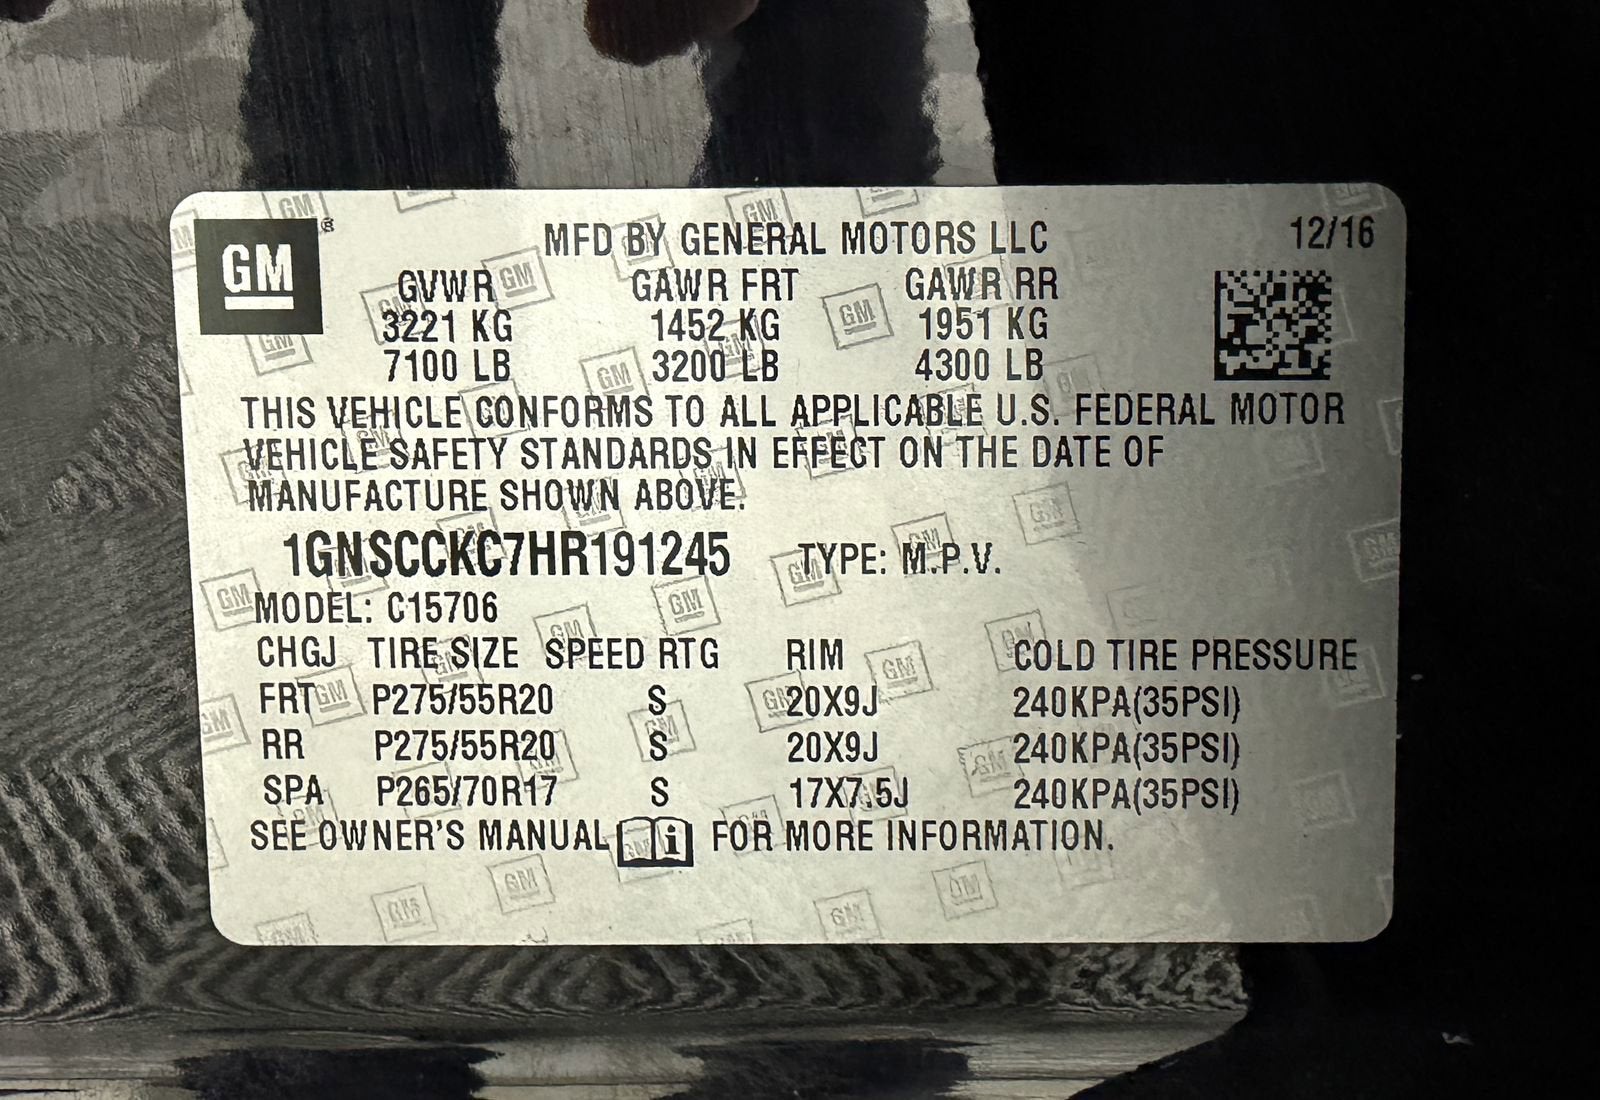 GM ®
MFD BY GENERAL MOTORS LLC 12/16
GVWR GAWR FRT GAWR RR
3221 KG 1452 KG 1951 KG
7100 LB 3200 LB 4300 LB
THIS VEHICLE CONFORMS TO ALL APPLICABLE U.S. FEDERAL MOTOR
VEHICLE SAFETY STANDARDS IN EFFECT ON THE DATE OF
MANUFACTURE SHOWN ABOVE.
1GNSCCKC7HR191245 TYPE: M.P.V.
MODEL: C15706
CHGJ TIRE SIZE SPEED RTG RIM COLD TIRE PRESSURE
FRT P275/55R20 S 20X9J 240KPA(35PSI)
RR P275/55R20 S 20X9J 240KPA(35PSI)
SPA P265/70R17 S 17X7.5J 240KPA(35PSI)
SEE OWNER'S MANUAL i FOR MORE INFORMATION.